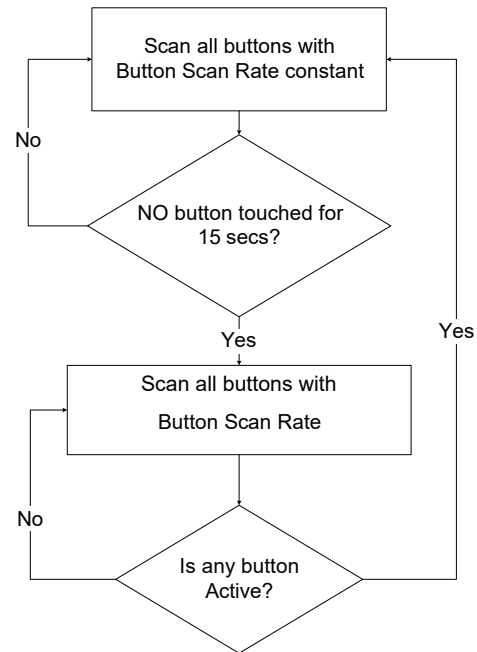 Scan all buttons with
Button Scan Rate constant
No
NO button touched for
15 secs?
Yes
Yes
Scan all buttons with
Button Scan Rate
No
Is any button
Active?